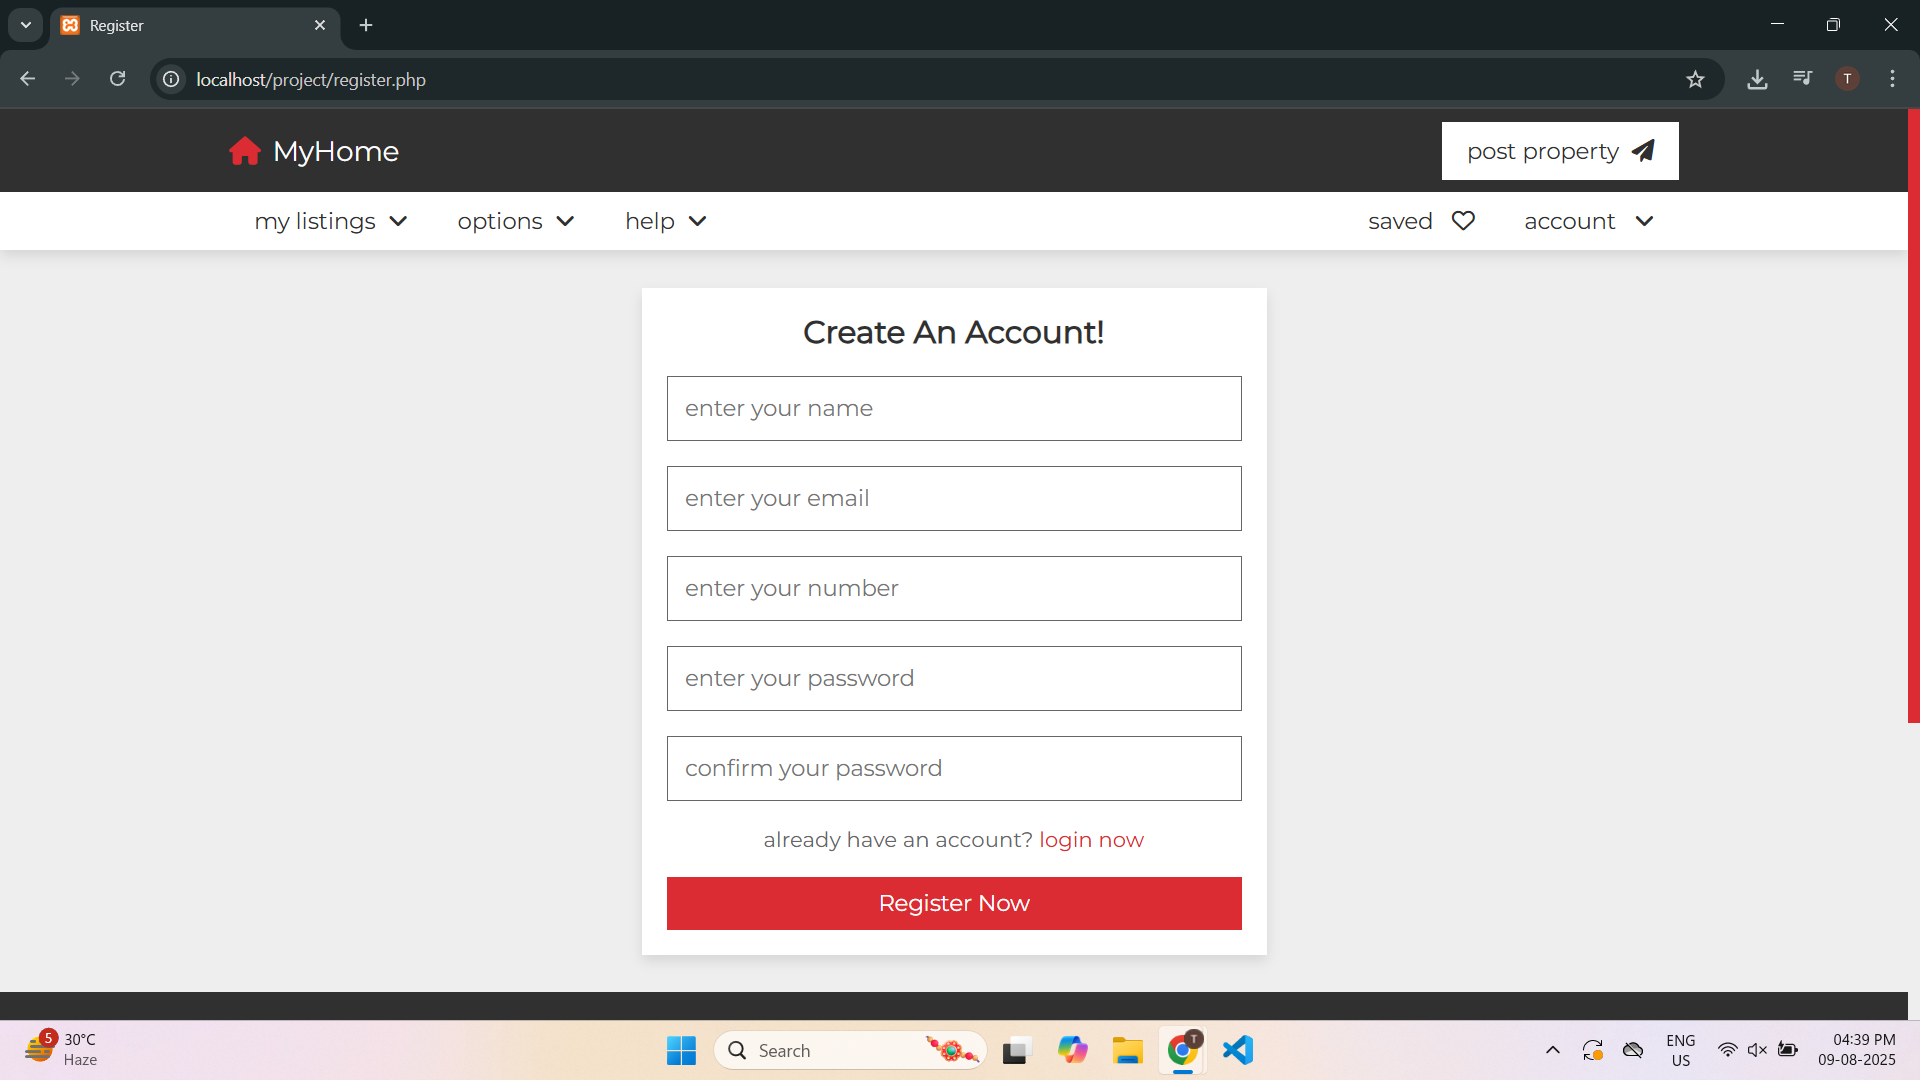 Register
localhost/project/register.php
T
MyHome
post property
my listings
options
help
saved
account
Create An Account!
enter your name
enter your email
enter your number
enter your password
confirm your password
already have an account? login now
Register Now
5
30°C
Haze
Search
T
ENG
US
04:39 PM
09-08-2025